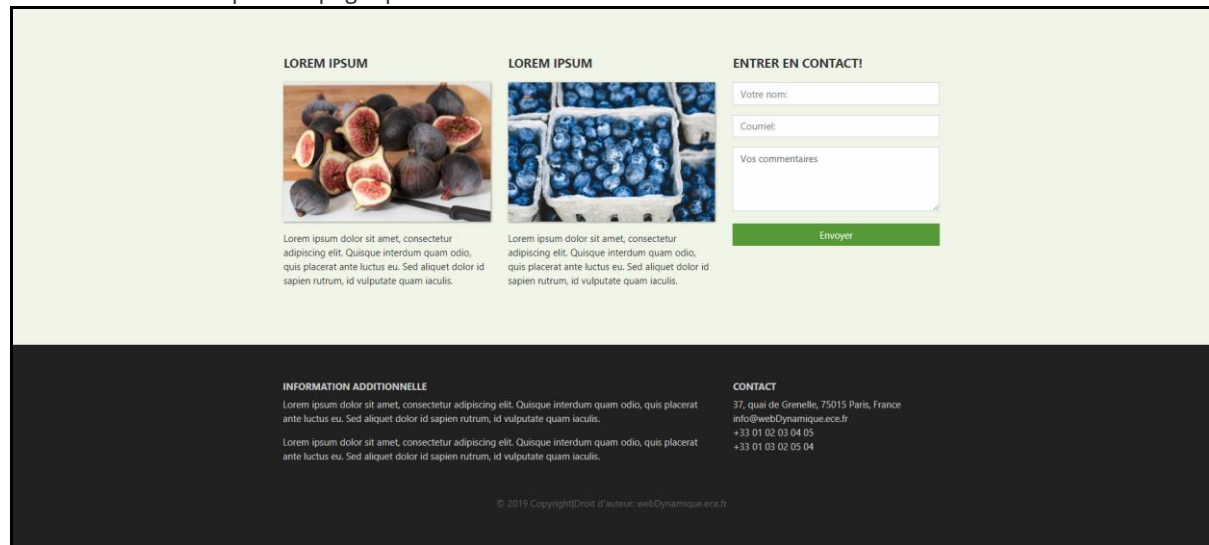 LOREM IPSUM
Lorem ipsum dolor sit amet, consectetur
adipiscing elit. Quisque interdum quam odio,
quis placerat ante luctus eu. Sed aliquet dolor id
sapien rutrum, id vulputate quam iaculis.
LOREM IPSUM
Lorem ipsum dolor sit amet, consectetur
adipiscing elit. Quisque interdum quam odio,
quis placerat ante luctus eu. Sed aliquet dolor id
sapien rutrum, id vulputate quam iaculis.
ENTRER EN CONTACT!
Votre nom:
Courriel:
Vos commentaires
Envoyer
INFORMATION ADDITIONNELLE
Lorem ipsum dolor sit amet, consectetur adipiscing elit. Quisque interdum quam odio, quis placerat
ante luctus eu. Sed aliquet dolor id sapien rutrum, id vulputate quam iaculis.
Lorem ipsum dolor sit amet, consectetur adipiscing elit. Quisque interdum quam odio, quis placerat
ante luctus eu. Sed aliquet dolor id sapien rutrum, id vulputate quam iaculis.
CONTACT
37, quai de Grenelle, 75015 Paris, France
info@webDynamique.ece.fr
+33 01 02 03 04 05
+33 01 03 02 05 04
© 2019 Copyright|Droit d'auteur: webDynamique.ece.fr